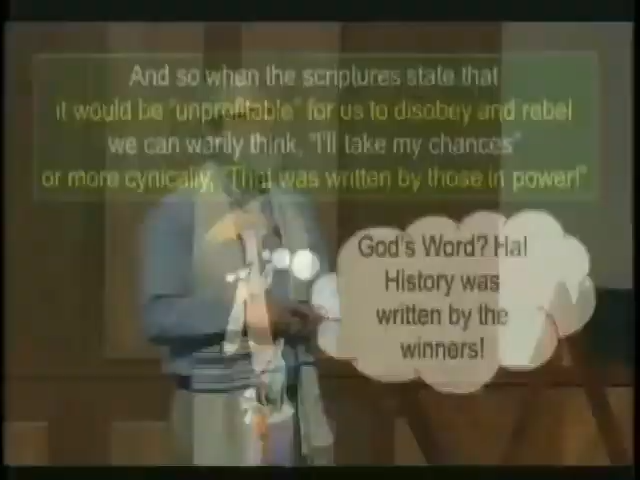 And so when the scriptures state that
it would be "unprofitable" for us to disobey and rebel
we can warily think, "I'll take my chances"
or more cynically, "That was written by those in power!"
God's Word? Ha!
History was
written by the
winners!